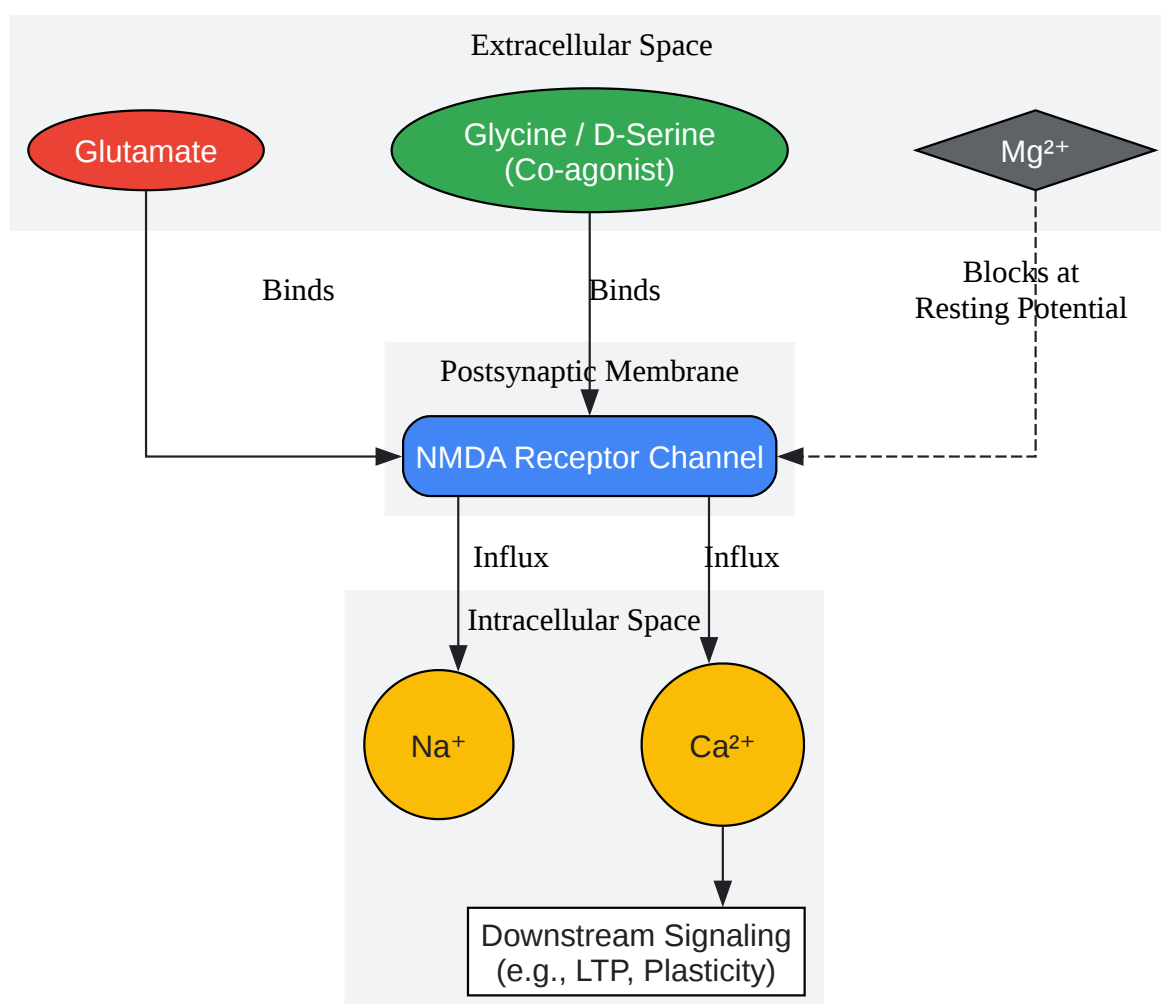 Extracellular Space
Glutamate
Glycine / D-Serine
(Co-agonist)
Mg²⁺
Binds
Binds
Blocks at
Resting Potential
Postsynaptic Membrane
NMDA Receptor Channel
Influx
Influx
Intracellular Space
Na⁺
Ca²⁺
Downstream Signaling
(e.g., LTP, Plasticity)